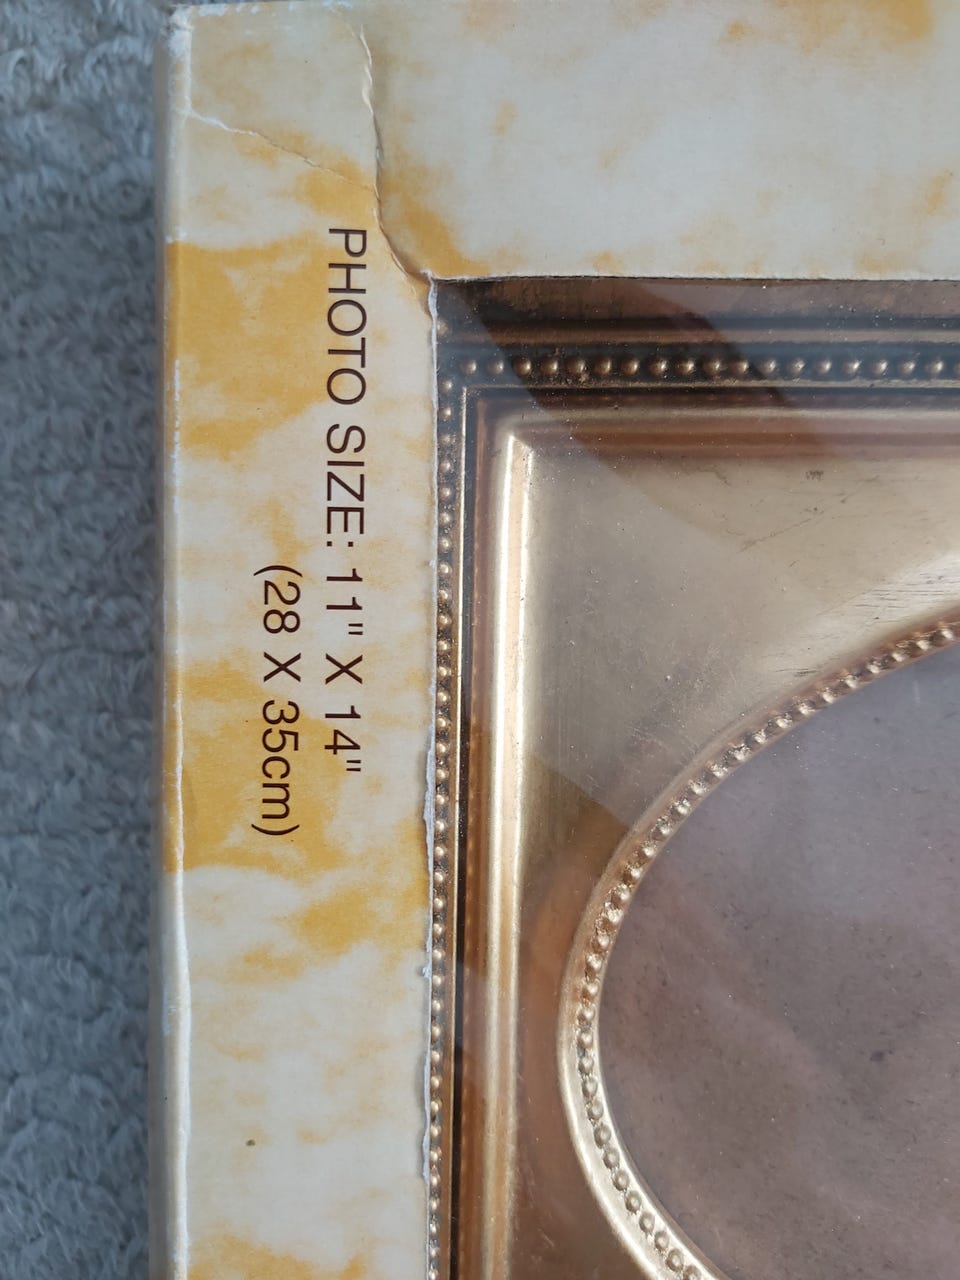 PHOTO SIZE: 11" X 14"
(28 X 35cm)